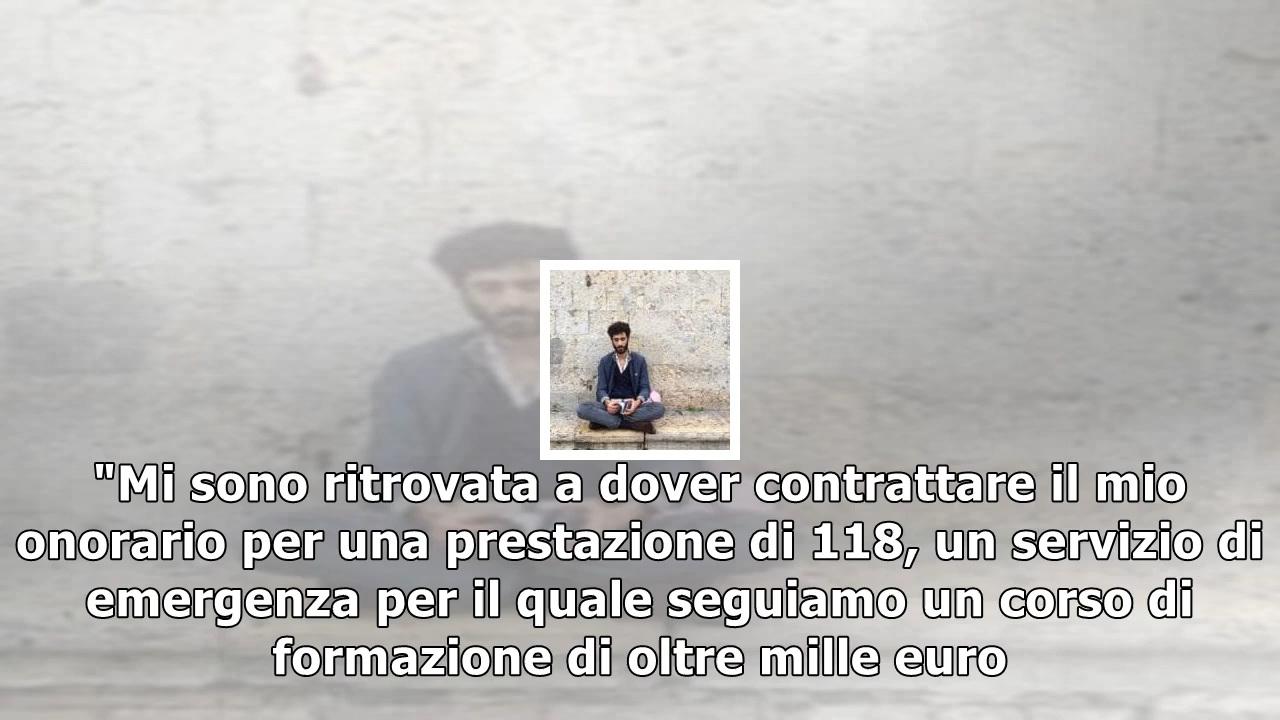 "Mi sono ritrovata a dover contrattare il mio
onorario per una prestazione di 118, un servizio di
emergenza per il quale seguiamo un corso di
formazione di oltre mille euro